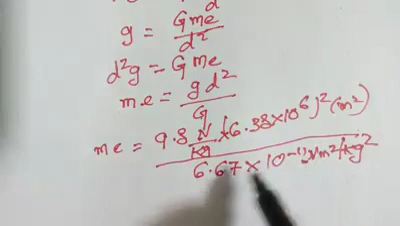 d
g = Gme/d²
d²g = G me
m.e = gd²/G
me = 9.8 N/kg × (6.38×10⁶)² (m²) / 6.67 × 10⁻¹¹ Nm²/kg²